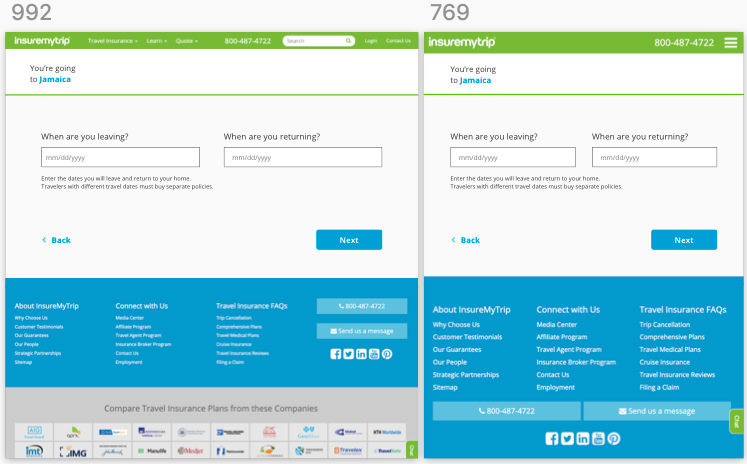 992
insuremytrip
Travel Insurance
Learn
Quote
800-487-4722
Search
Login
Contact Us
You're going
to Jamaica
When are you leaving?
When are you returning?
mm/dd/yyyy
mm/dd/yyyy
Enter the dates you will leave and return to your home.
Travelers with different travel dates must buy separate policies.
Back
Next
About InsureMyTrip
Why Choose Us
Customer Testimonials
Our Guarantees
Our People
Strategic Partnerships
Sitemap
Connect with Us
Media Center
Affiliate Program
Travel Agent Program
Insurance Broker Program
Contact Us
Employment
Travel Insurance FAQs
Trip Cancellation
Comprehensive Plans
Travel Medical Plans
Cruise Insurance
Travel Insurance Reviews
Filing a Claim
800-487-4722
Send us a message
Compare Travel Insurance Plans from these Companies
AIG
imt
IMG
Manulife
Medjet
Travelex
Chat
769
insuremytrip
800-487-4722
You're going
to Jamaica
When are you leaving?
When are you returning?
mm/dd/yyyy
mm/dd/yyyy
Enter the dates you will leave and return to your home.
Travelers with different travel dates must buy separate policies.
Back
Next
About InsureMyTrip
Why Choose Us
Customer Testimonials
Our Guarantees
Our People
Strategic Partnerships
Sitemap
Connect with Us
Media Center
Affiliate Program
Travel Agent Program
Insurance Broker Program
Contact Us
Employment
Travel Insurance FAQs
Trip Cancellation
Comprehensive Plans
Travel Medical Plans
Cruise Insurance
Travel Insurance Reviews
Filing a Claim
800-487-4722
Send us a message
Chat